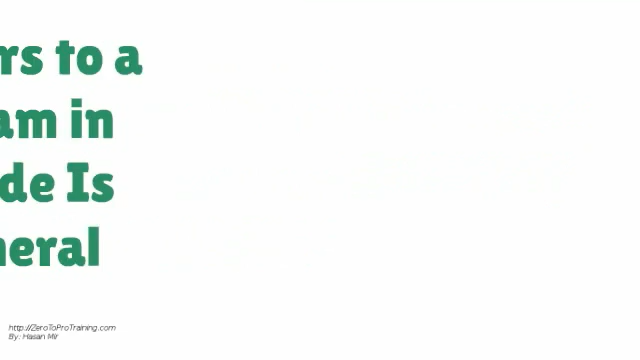 rs to a
am in
de Is
neral
http://ZeroToProTraining.com
By: Hasan Mir